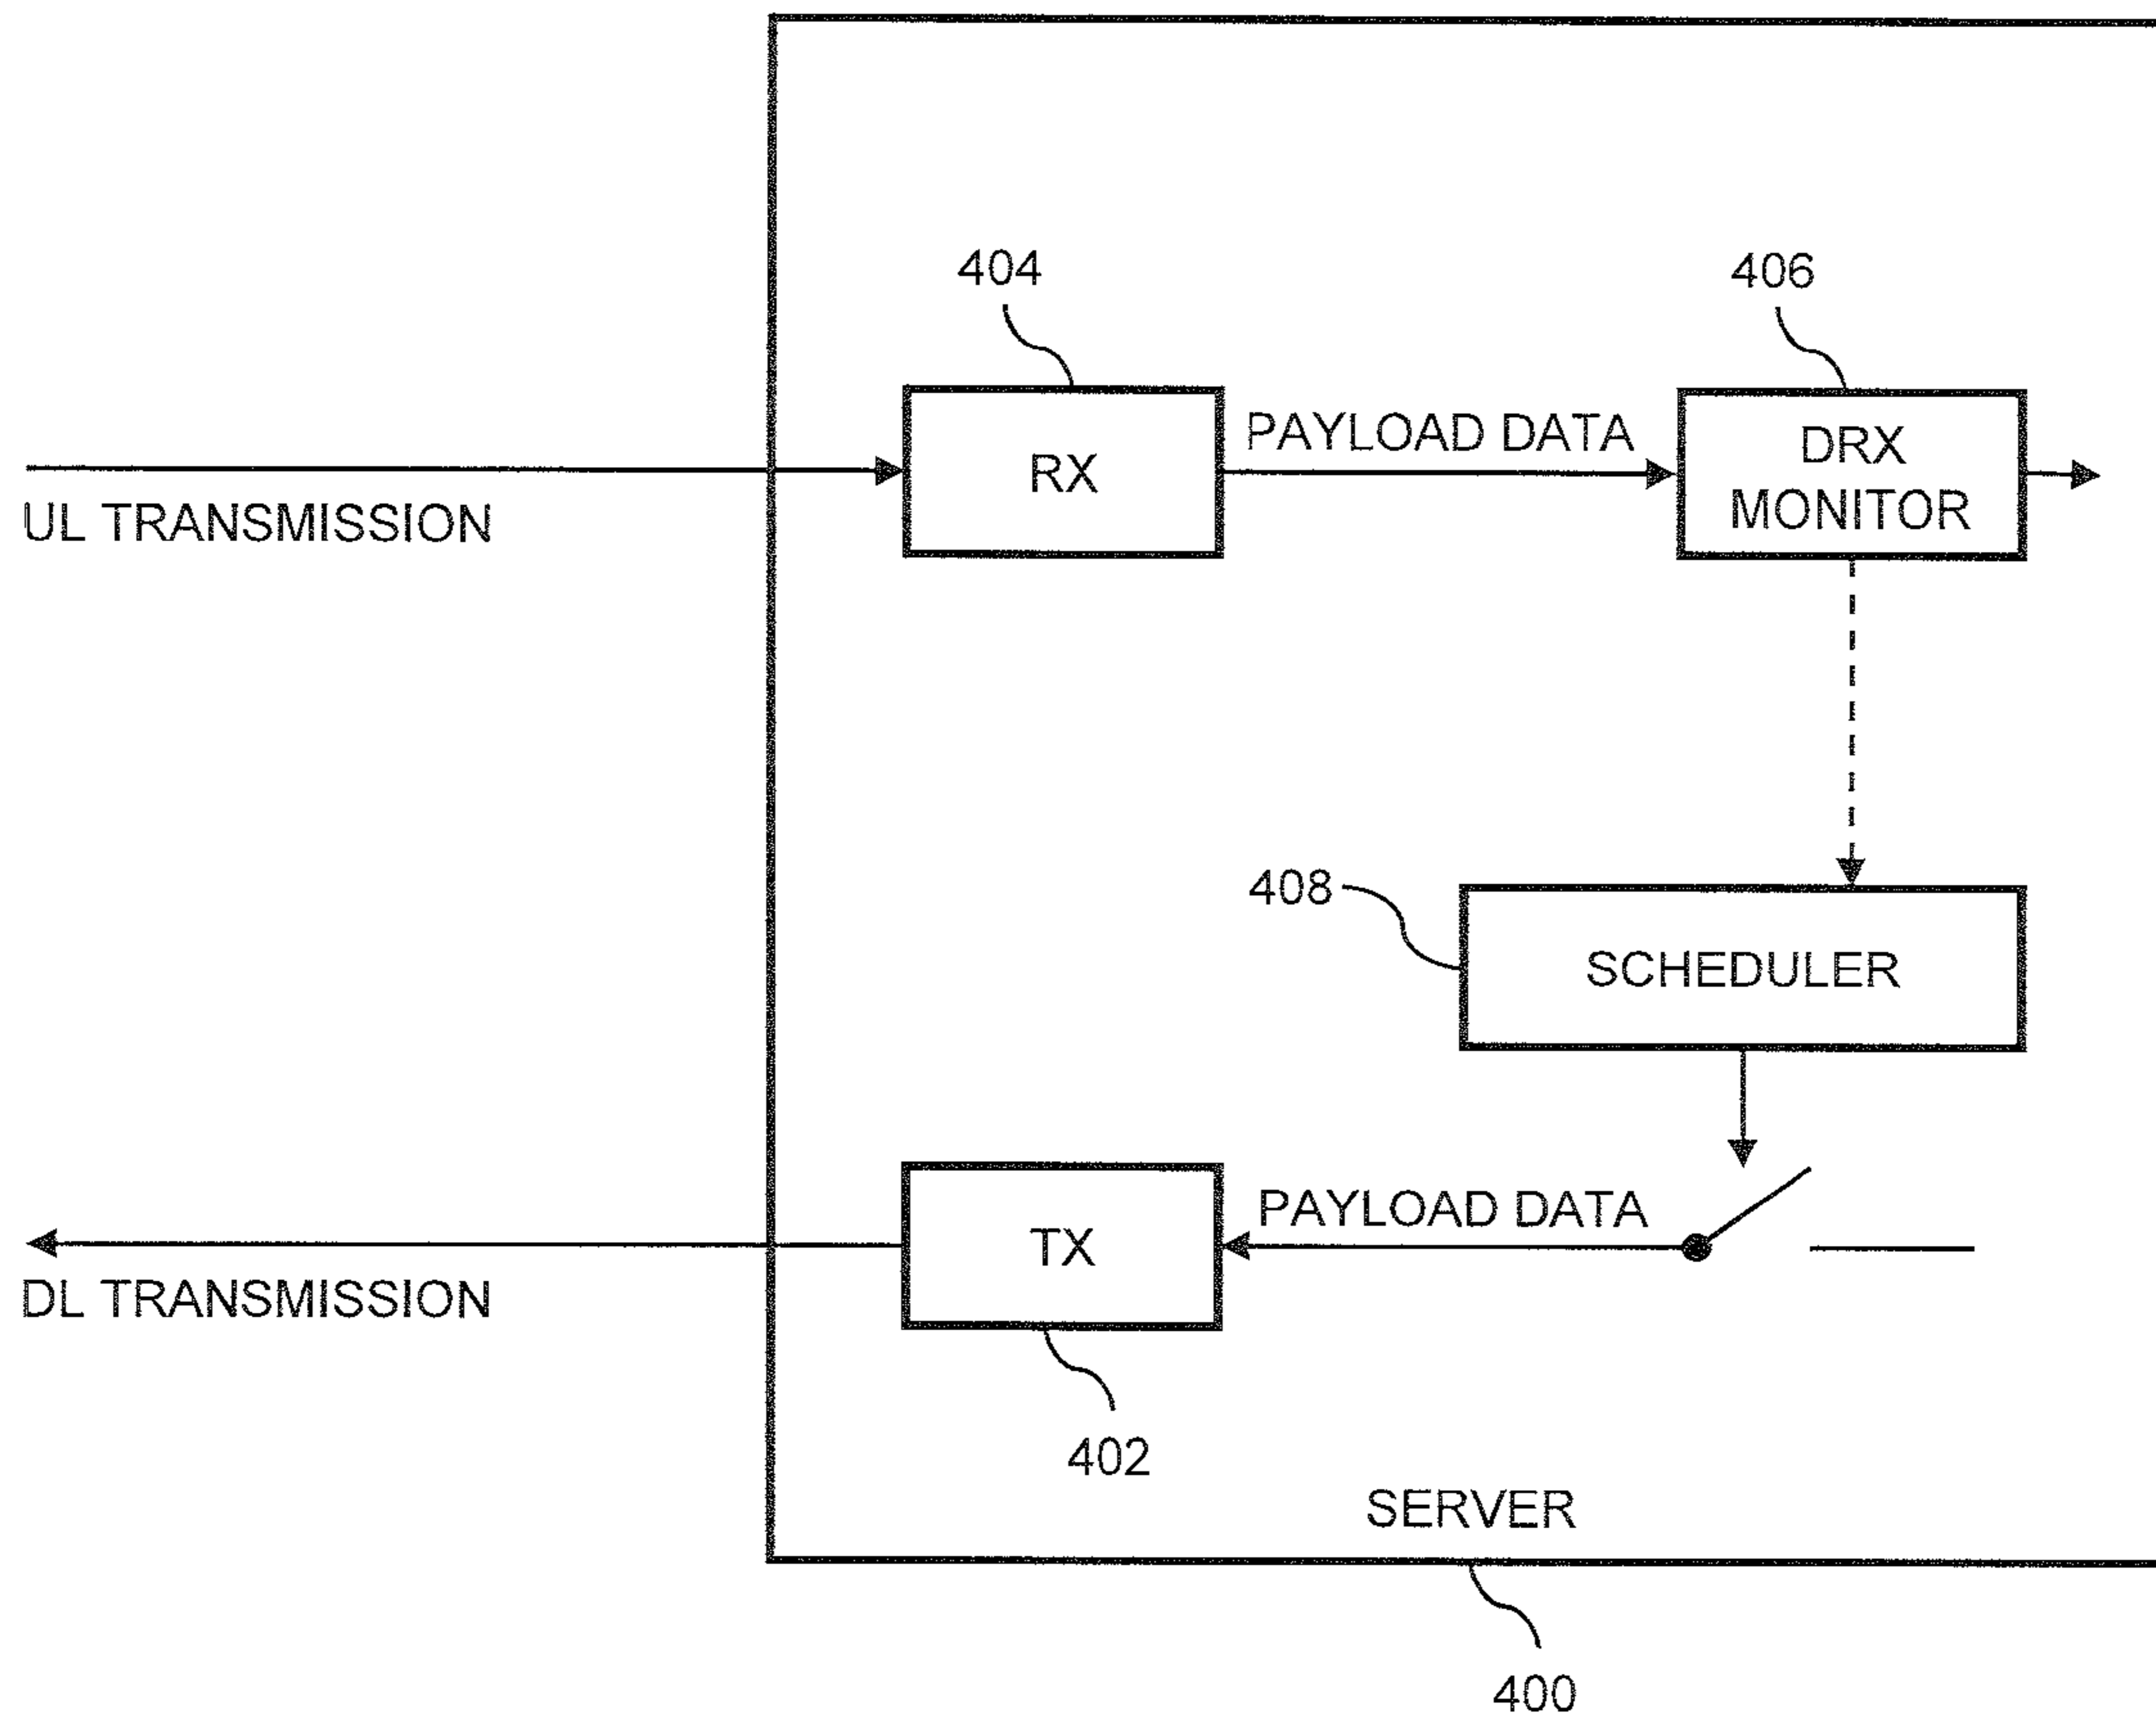 404
406
PAYLOAD DATA
RX
DRX
MONITOR
UL TRANSMISSION
408
SCHEDULER
PAYLOAD DATA
TX
DL TRANSMISSION
402
SERVER
400